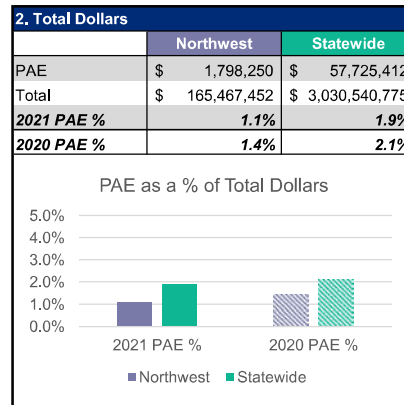 2. Total Dollars
Northwest Statewide
PAE $ 1,798,250 $ 57,725,412
Total $ 165,467,452 $ 3,030,540,775
2021 PAE % 1.1% 1.9%
2020 PAE % 1.4% 2.1%
PAE as a % of Total Dollars
5.0%
4.0%
3.0%
2.0%
1.0%
0.0%
2021 PAE % 2020 PAE %
Northwest Statewide